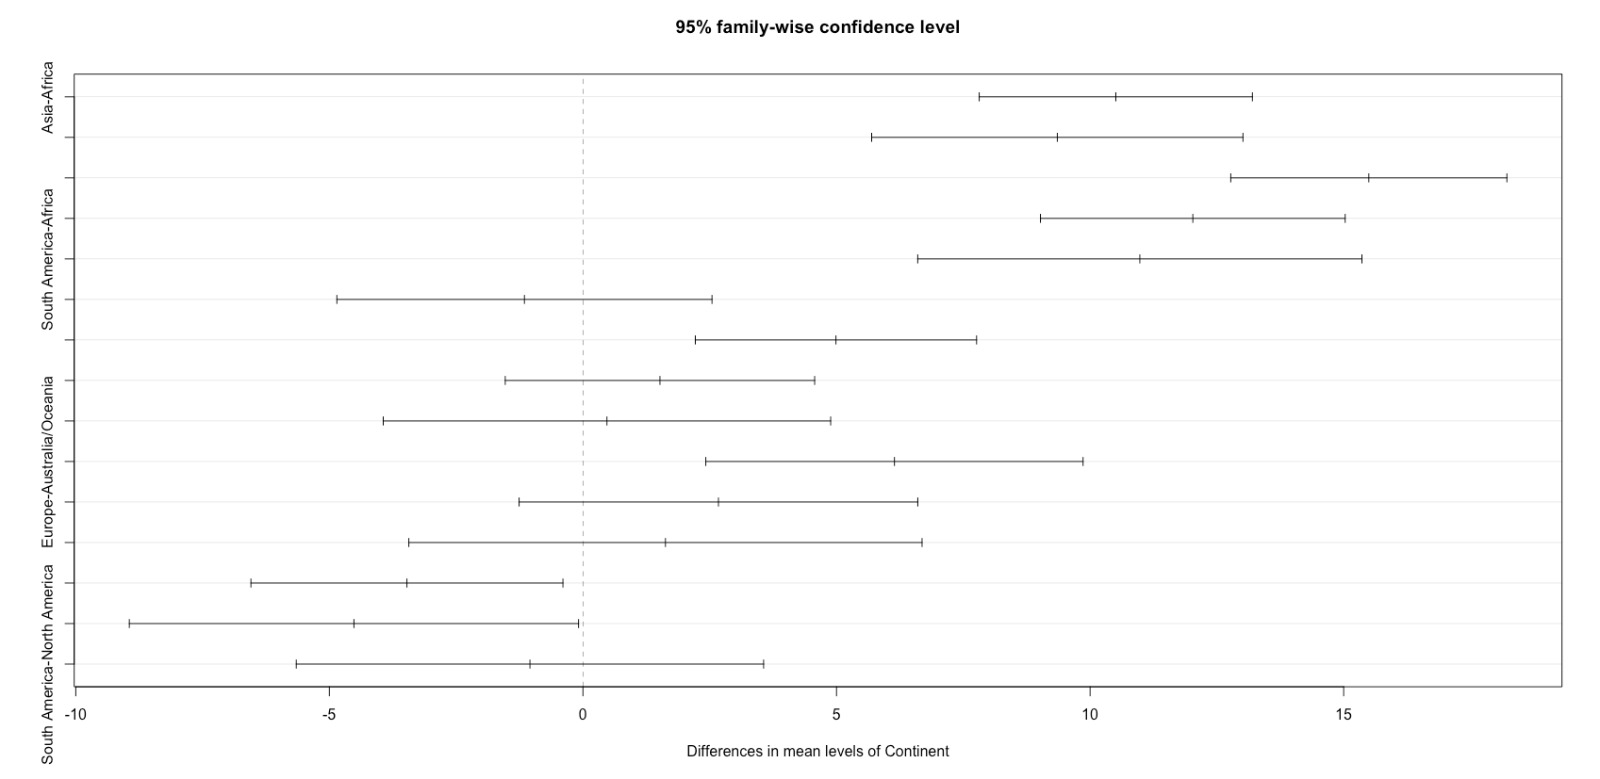 95% family-wise confidence level
Asia-Africa
South America-Africa
Europe-Australia/Oceania
South America-North America
-10 -5 0 5 10 15
Differences in mean levels of Continent